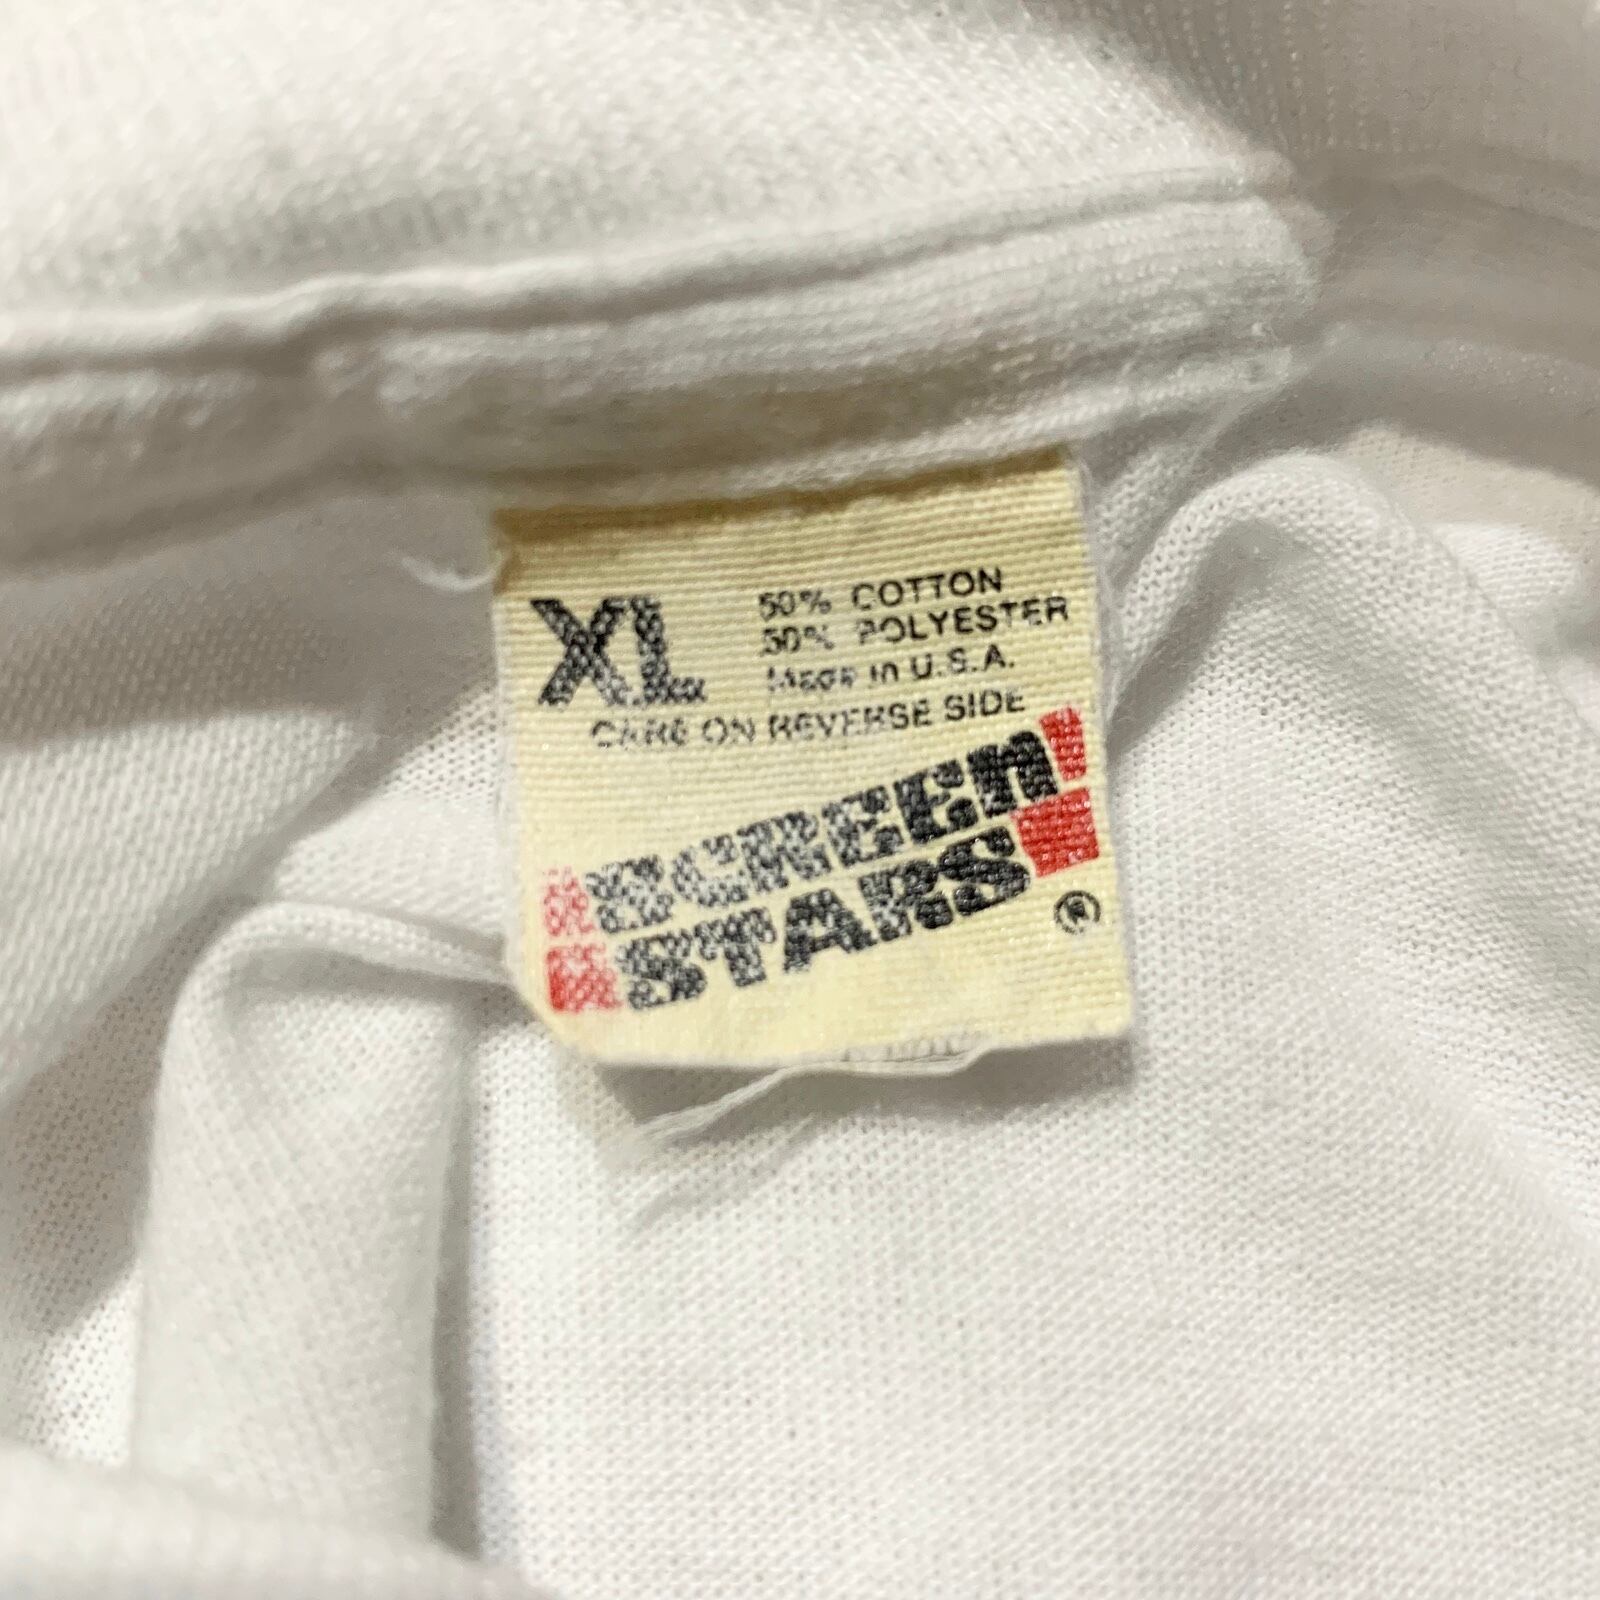 XL
50% COTTON
50% POLYESTER
Made in U.S.A.
CARE ON REVERSE SIDE
SCREEN
STARS
®